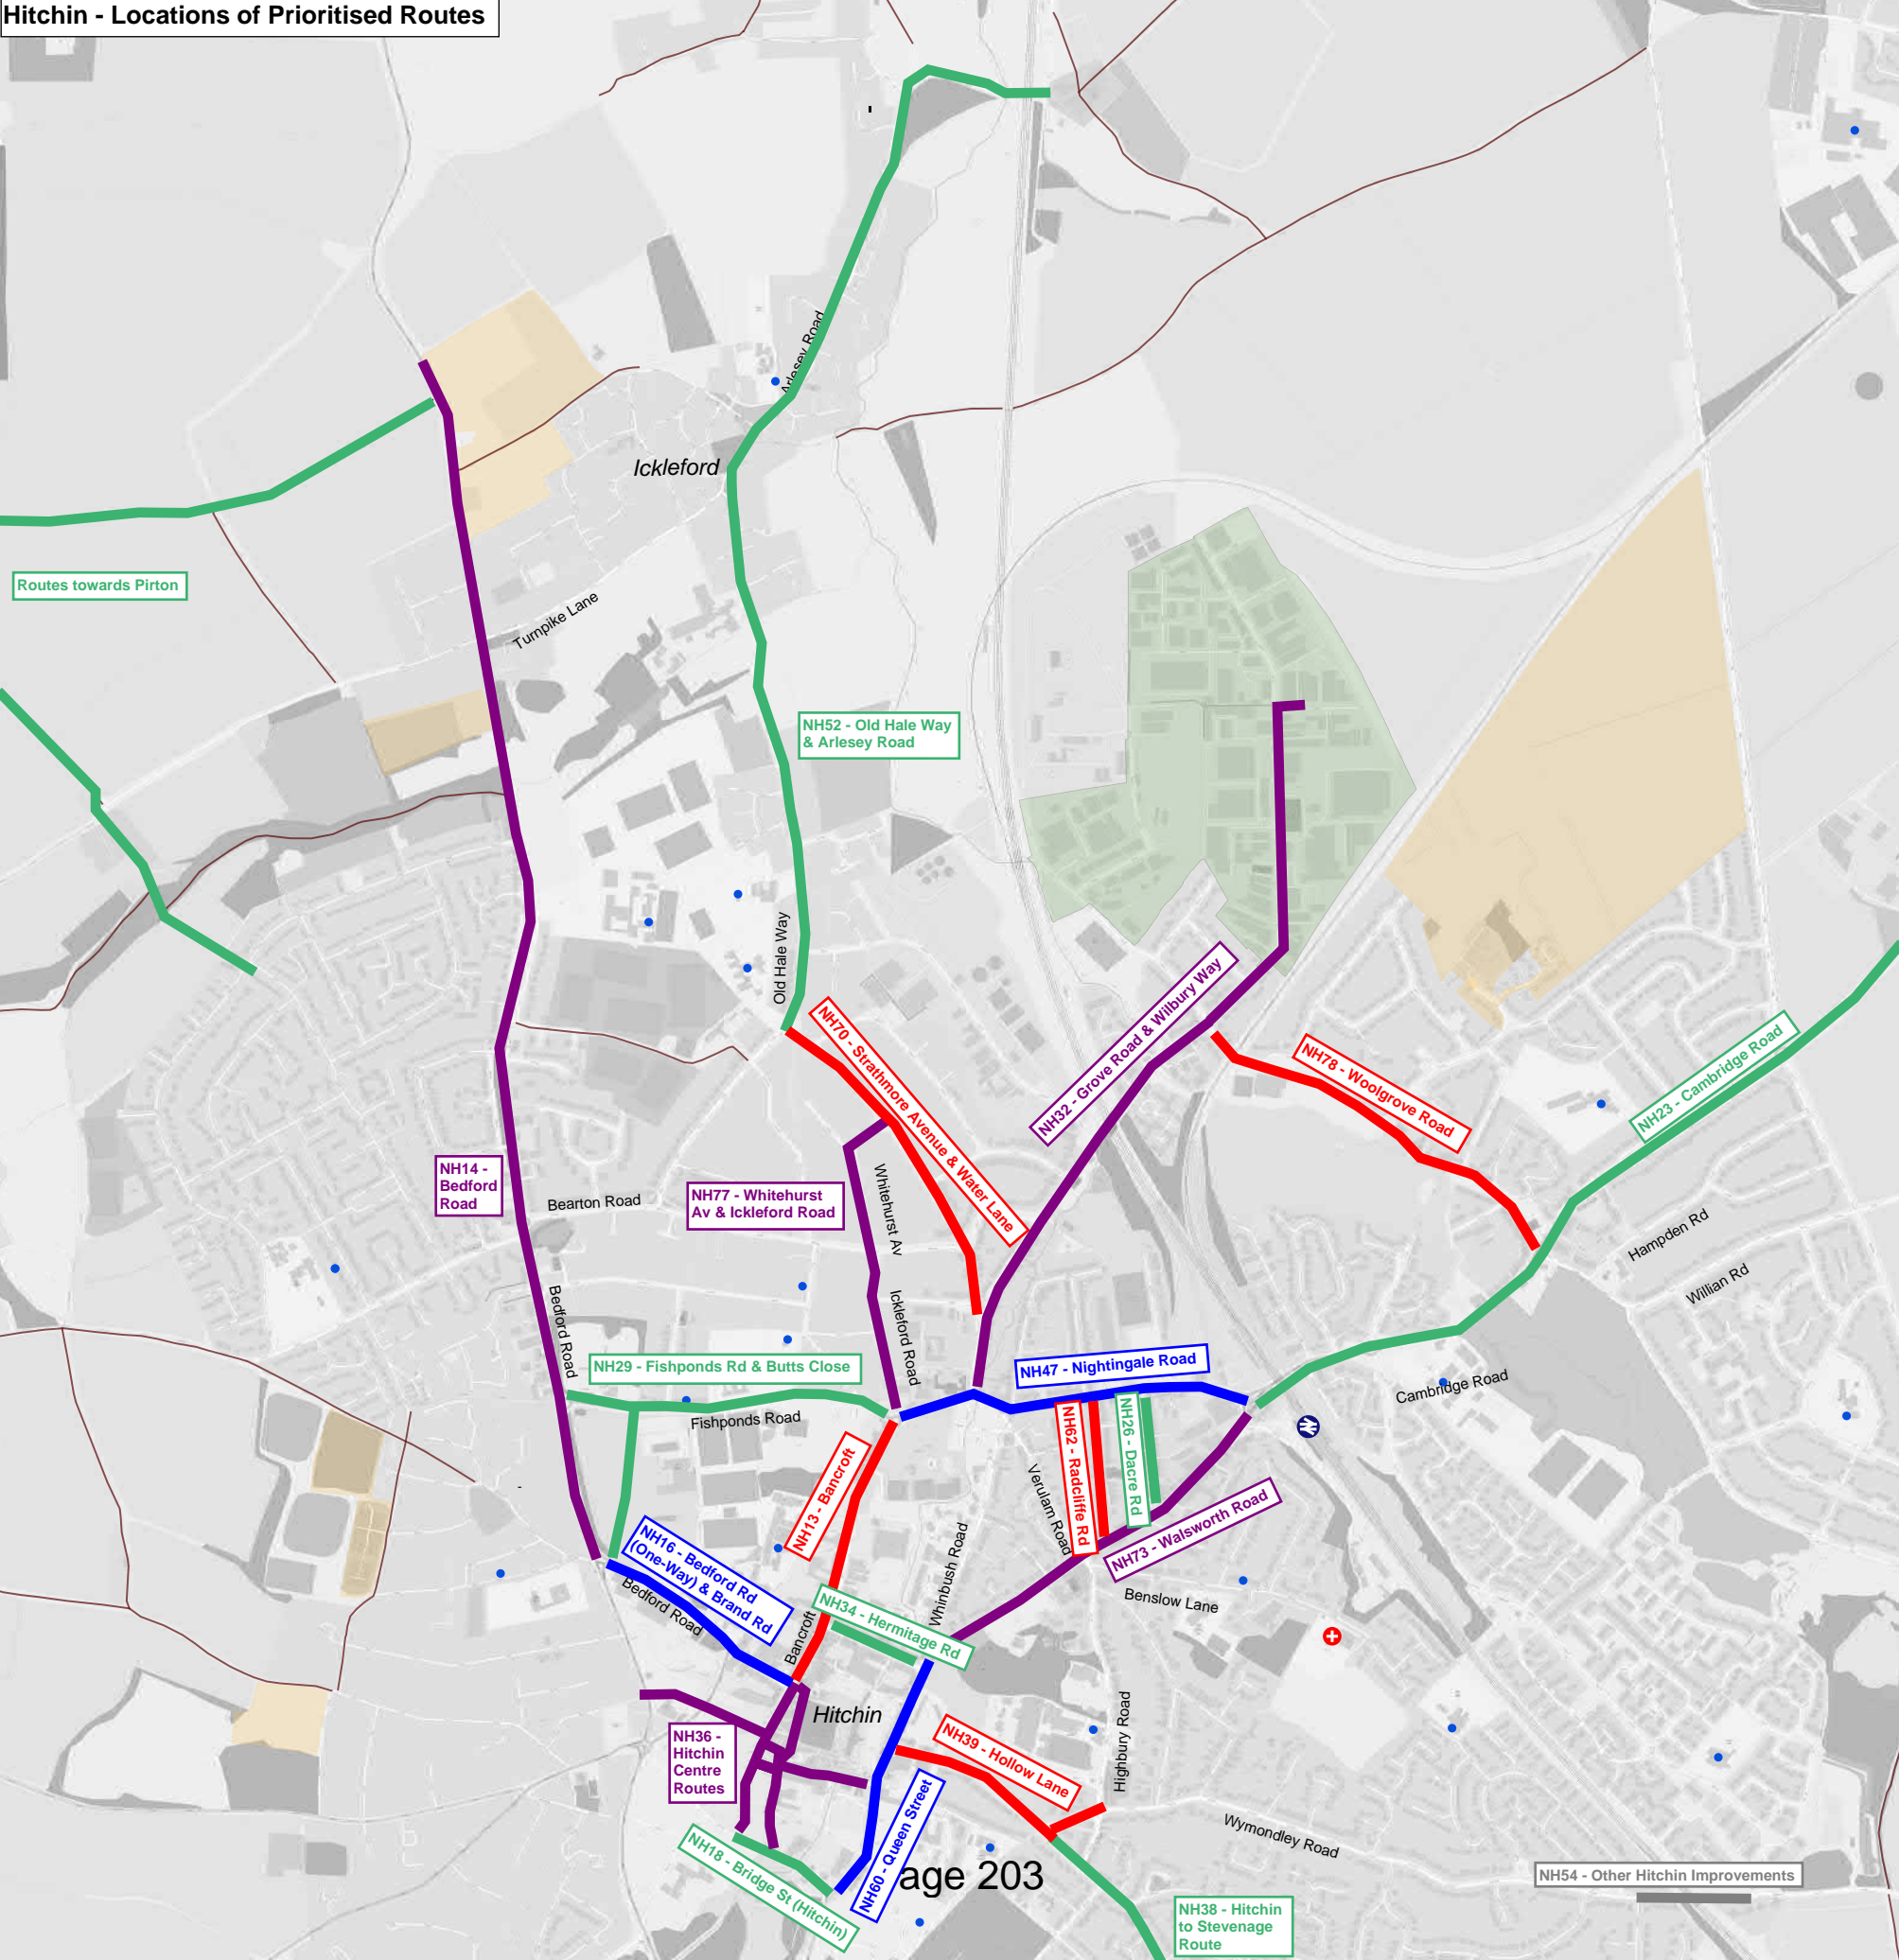 Hitchin - Locations of Prioritised Routes
Arlesey Road
Ickleford
Routes towards Pirton
Turnpike Lane
NH52 - Old Hale Way
& Arlesey Road
Old Hale Way
NH70 - Strathmore Avenue & Water Lane
NH32 - Grove Road & Wilbury Way
NH78 - Woolgrove Road
NH23 - Cambridge Road
NH14 -
Bedford
Road
Bearton Road
NH77 - Whitehurst
Av & Ickleford Road
Whitehurst Av
Hampden Rd
Willian Rd
Bedford Road
Ickleford Road
NH29 - Fishponds Rd & Butts Close
NH47 - Nightingale Road
Cambridge Road
Fishponds Road
NH13 - Bancroft
NH62 - Radcliffe Rd
NH26 - Dacre Rd
Verulam Road
NH73 - Walsworth Road
NH16 - Bedford Rd
(One-Way) & Brand Rd
Bedford Road
Whinbush Road
Benslow Lane
NH34 - Hermitage Rd
Bancroft
Hitchin
NH36 -
Hitchin
Centre
Routes
NH39 - Hollow Lane
Highbury Road
NH60 - Queen Street
Wymondley Road
NH18 - Bridge St (Hitchin)
age 203
NH54 - Other Hitchin Improvements
NH38 - Hitchin
to Stevenage
Route